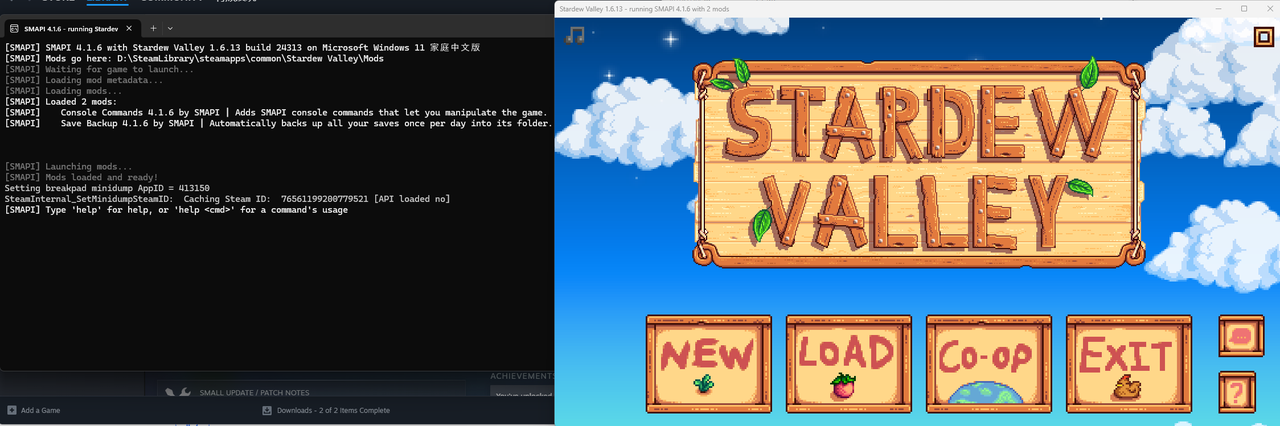 SMAPI 4.1.6 - running Stardew
[SMAPI] SMAPI 4.1.6 with Stardew Valley 1.6.13 build 24313 on Microsoft Windows 11 家庭中文版
[SMAPI] Mods go here: D:\SteamLibrary\steamapps\common\Stardew Valley\Mods
[SMAPI] Waiting for game to launch...
[SMAPI] Loading mod metadata...
[SMAPI] Loading mods...
[SMAPI] Loaded 2 mods:
[SMAPI]    Console Commands 4.1.6 by SMAPI | Adds SMAPI console commands that let you manipulate the game.
[SMAPI]    Save Backup 4.1.6 by SMAPI | Automatically backs up all your saves once per day into its folder.
[SMAPI] Launching mods...
[SMAPI] Mods loaded and ready!
Setting breakpad minidump AppID = 413150
SteamInternal_SetMinidumpSteamID:  Caching Steam ID:  76561199200779521 [API loaded no]
[SMAPI] Type 'help' for help, or 'help <cmd>' for a command's usage
SMALL UPDATE / PATCH NOTES
ACHIEVEMENTS
Add a Game
Downloads - 2 of 2 Items Complete
Stardew Valley 1.6.13 - running SMAPI 4.1.6 with 2 mods
STARDEW
VALLEY
NEW
LOAD
CO-OP
EXIT
?